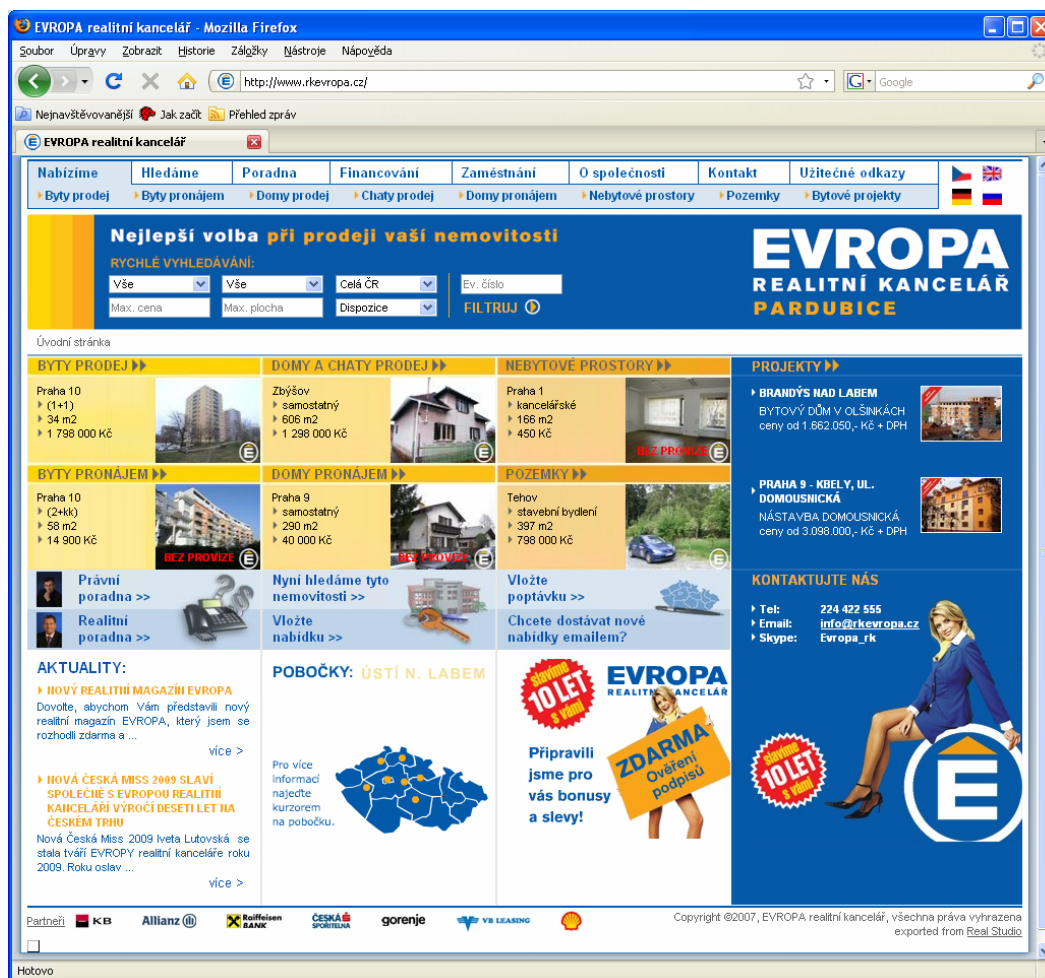 EVROPA realitní kancelář - Mozilla Firefox
Soubor Úpravy Zobrazit Historie Záložky Nástroje Nápověda
http://www.rkevropa.cz/
Google
Nejnavštěvovanější Jak začít Přehled zpráv
EVROPA realitní kancelář
Nabízíme Hledáme Poradna Financování Zaměstnání O společnosti Kontakt Užitečné odkazy
Byty prodej Byty pronájem Domy prodej Chaty prodej Domy pronájem Nebytové prostory Pozemky Bytové projekty
Nejlepší volba při prodeji vaší nemovitosti
RYCHLÉ VYHLEDÁVÁNÍ:
Vše Vše Celá ČR Ev. číslo
Max. cena Max. plocha Dispozice FILTRUJ
EVROPA
REALITNÍ KANCELÁŘ
PARDUBICE
Úvodní stránka
BYTY PRODEJ
Praha 10
(1+1)
34 m2
1 798 000 Kč
DOMY A CHATY PRODEJ
Zbýšov
samostatný
606 m2
1 298 000 Kč
NEBYTOVÉ PROSTORY
Praha 1
kancelářské
166 m2
450 Kč
BEZ PROVIZE
BYTY PRONÁJEM
Praha 10
(2+kk)
58 m2
14 900 Kč
BEZ PROVIZE
DOMY PRONÁJEM
Praha 9
samostatný
290 m2
40 000 Kč
BEZ PROVIZE
POZEMKY
Tehov
stavební bydlení
397 m2
798 000 Kč
PROJEKTY
BRANDÝS NAD LABEM
BYTOVÝ DŮM V OLŠINKÁCH
ceny od 1.662.050,- Kč + DPH
PRAHA 9 - KBELY, UL.
DOMOUSNICKÁ
NÁSTAVBA DOMOUSNICKÁ
ceny od 3.098.000,- Kč + DPH
Právní
poradna >>
Realitní
poradna >>
Nyní hledáme tyto
nemovitosti >>
Vložte
nabídku >>
Vložte
poptávku >>
Chcete dostávat nové
nabídky emailem?
KONTAKTUJTE NÁS
Tel: 224 422 555
Email: info@rkevropa.cz
Skype: Evropa_rk
slavíme
10 LET
s vámi
AKTUALITY:
NOVÝ REALITNÍ MAGAZÍN EVROPA
Dovolte, abychom Vám představili nový
realitní magazín EVROPA, který jsem se
rozhodli zdarma a ...
více >
NOVÁ ČESKÁ MISS 2009 SLAVÍ
SPOLEČNĚ S EVROPOU REALITNÍ
KANCELÁŘÍ VÝROČÍ DESETI LET NA
ČESKÉM TRHU
Nová Česká Miss 2009 Iveta Lutovská se
stala tváří EVROPY realitní kanceláře roku
2009. Roku oslav ...
více >
POBOČKY: ÚSTÍ N. LABEM
Pro více
informací
najeďte
kurzorem
na pobočku.
slavíme
10 LET
s vámi
EVROPA
REALITNÍ KANCELÁŘ
Připravili
jsme pro
vás bonusy
a slevy!
ZDARMA
Ověření
podpisů
Partneři KB Allianz Raiffeisen BANK ČESKÁ SPOŘITELNA gorenje VB LEASING
Copyright ©2007, EVROPA realitní kancelář, všechna práva vyhrazena
exported from Real Studio
Hotovo